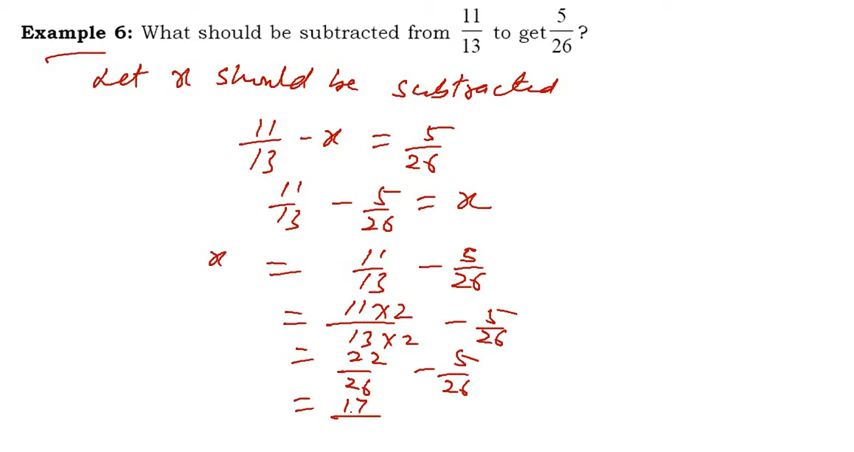 Example 6: What should be subtracted from 11/13 to get 5/26?
Let x should be subtracted
11/13 - x = 5/26
11/13 - 5/26 = x
x = 11/13 - 5/26
= 11×2/13×2 - 5/26
= 22/26 - 5/26
= 17/